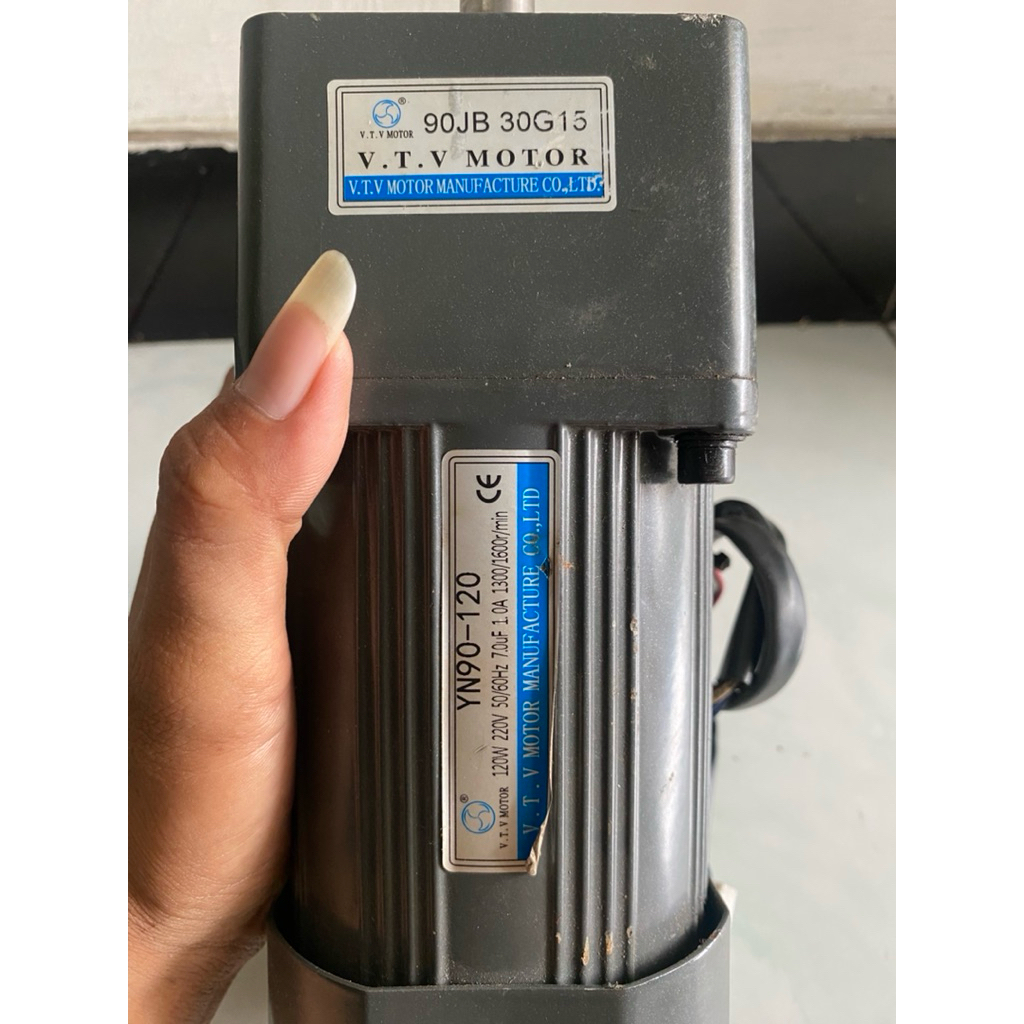 ®
V.T.V MOTOR
90JB 30G15
V.T.V MOTOR
V.T.V MOTOR MANUFACTURE CO.,LTD.
®
V.T.V MOTOR
YN90-120
CE
120W 220V 50/60Hz 7.0uF 1.0A 1300/1600r/min
V.T.V MOTOR MANUFACTURE CO.,LTD